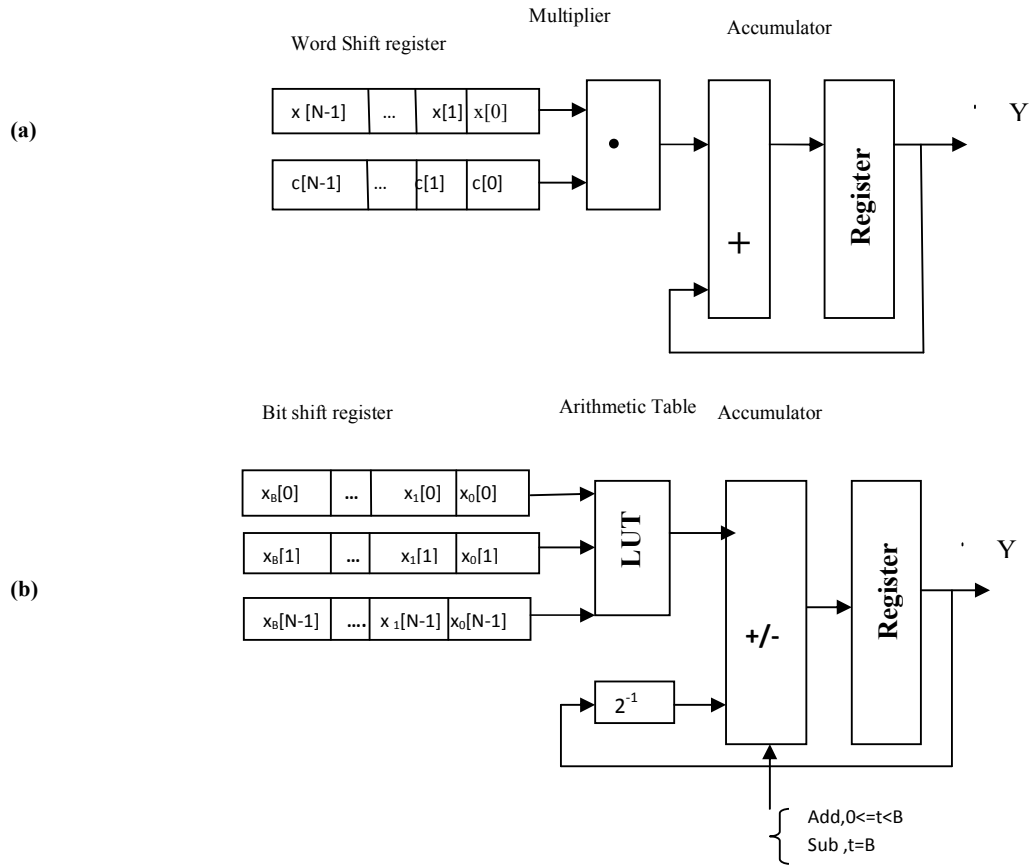 Multiplier
Accumulator
Word Shift register
(a)
x [N-1] ... x[1] x[0]
c[N-1] ... c[1] c[0]
•
+
Register
Y
Bit shift register
Arithmetic Table
Accumulator
(b)
x_B[0] ... x_1[0] x_0[0]
x_B[1] ... x_1[1] x_0[1]
x_B[N-1] .... x_1[N-1] x_0[N-1]
LUT
+/-
Register
Y
2^-1
Add,0<=t<B
Sub ,t=B